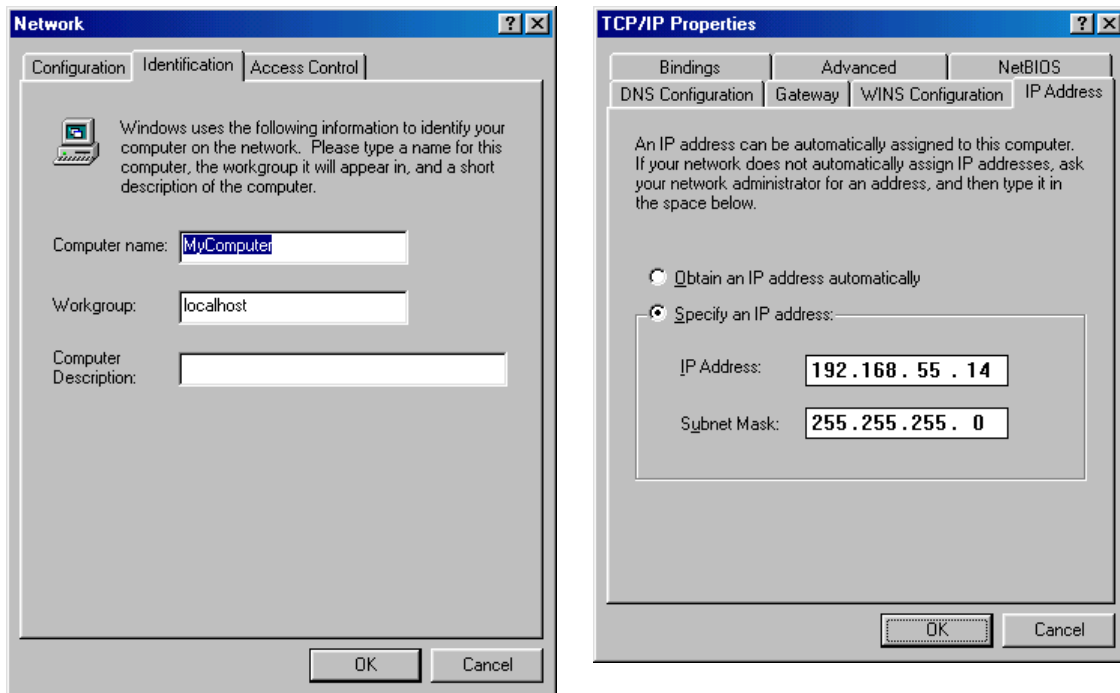 Network
Configuration
Identification
Access Control
Windows uses the following information to identify your
computer on the network. Please type a name for this
computer, the workgroup it will appear in, and a short
description of the computer.
Computer name:
MyComputer
Workgroup:
localhost
Computer
Description:
OK
Cancel
TCP/IP Properties
Bindings
Advanced
NetBIOS
DNS Configuration
Gateway
WINS Configuration
IP Address
An IP address can be automatically assigned to this computer.
If your network does not automatically assign IP addresses, ask
your network administrator for an address, and then type it in
the space below.
Obtain an IP address automatically
Specify an IP address:
IP Address:
192.168. 55 . 14
Subnet Mask:
255.255.255. 0
OK
Cancel